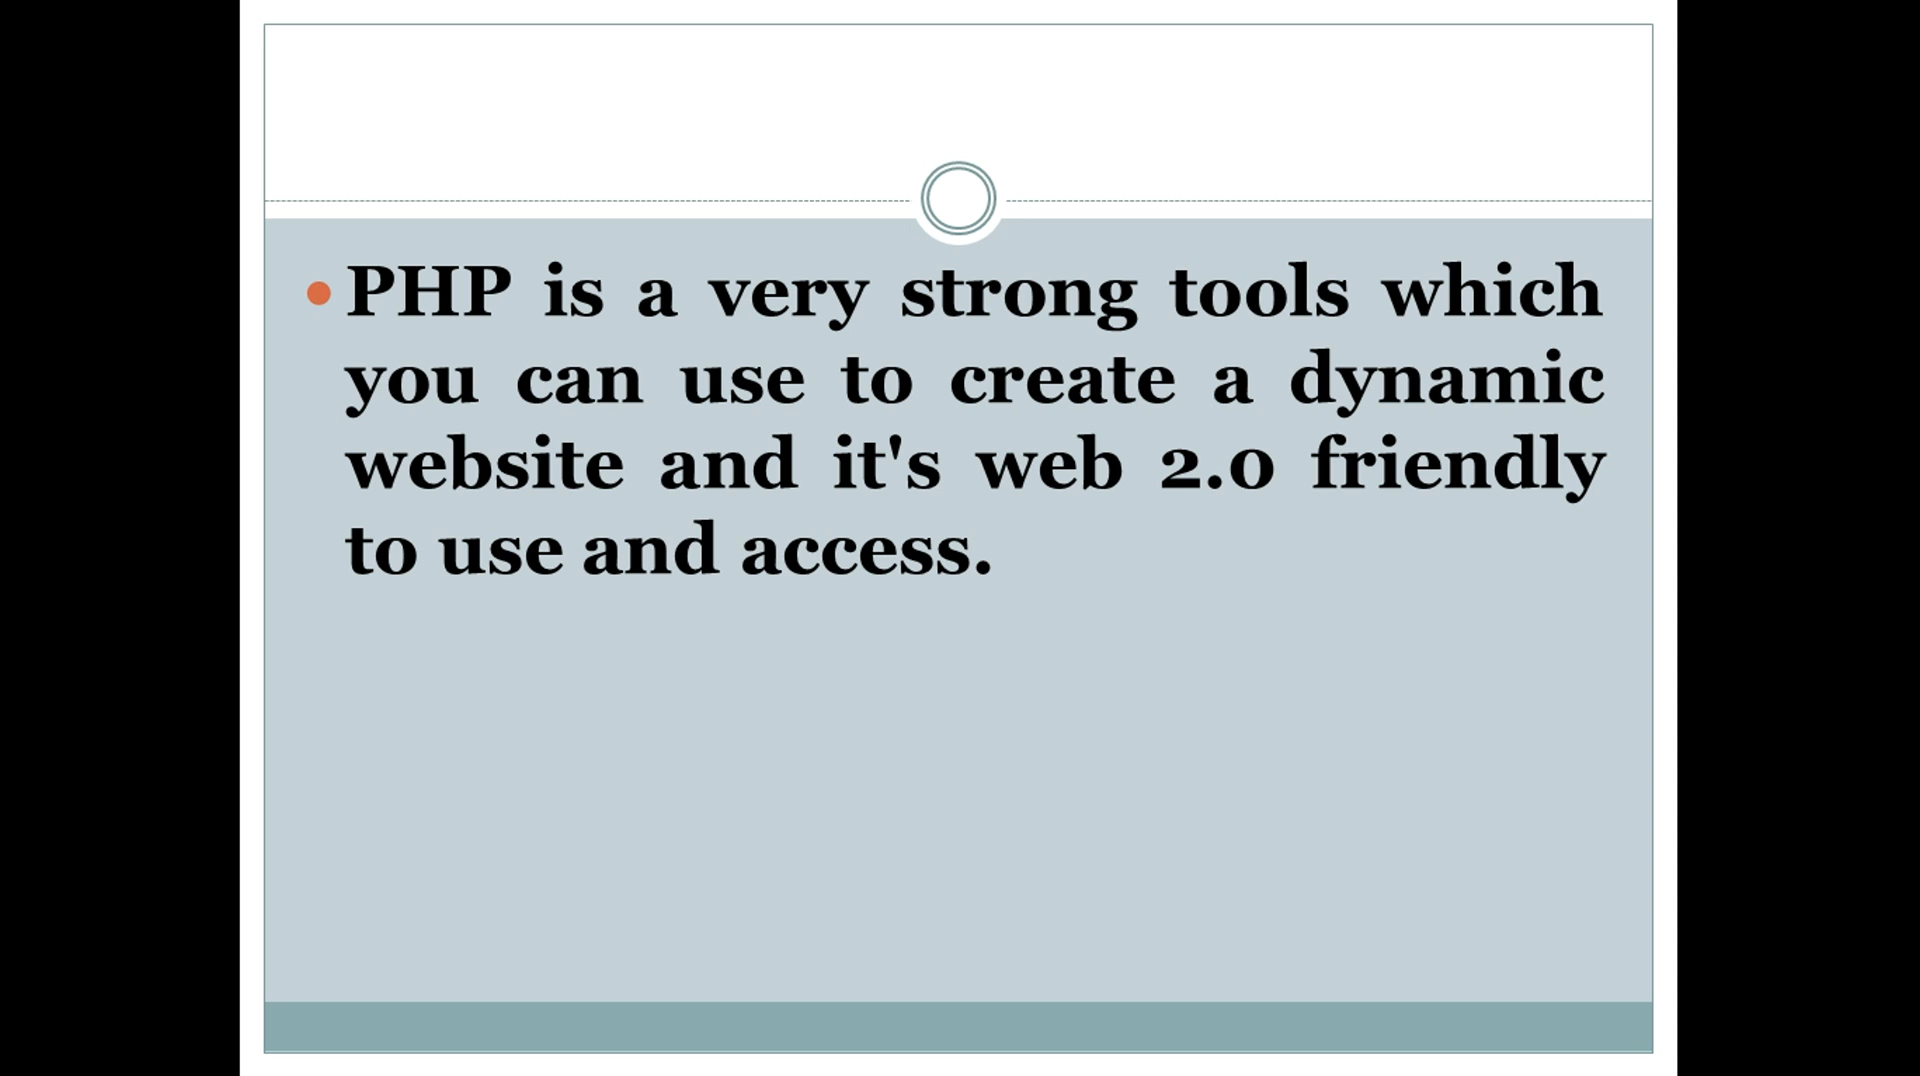 PHP is a very strong tools which
you can use to create a dynamic
website and it's web 2.0 friendly
to use and access.